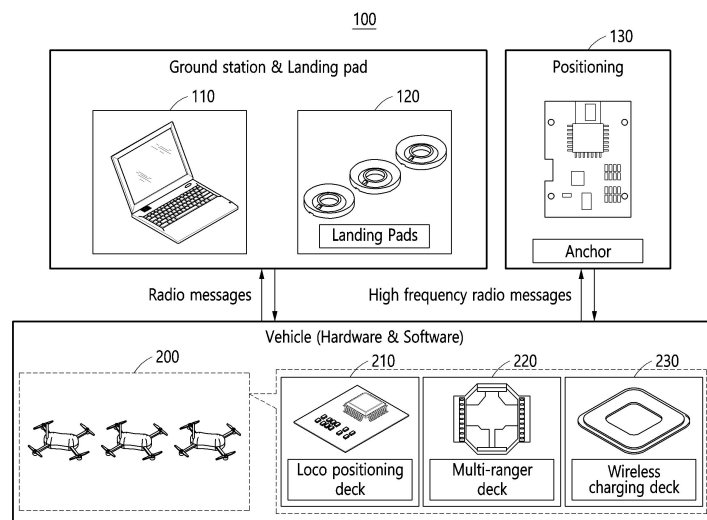 100
130
Ground station & Landing pad
Positioning
110
120
Landing Pads
Anchor
Radio messages
High frequency radio messages
Vehicle (Hardware & Software)
200
210
220
230
Loco positioning
deck
Multi-ranger
deck
Wireless
charging deck